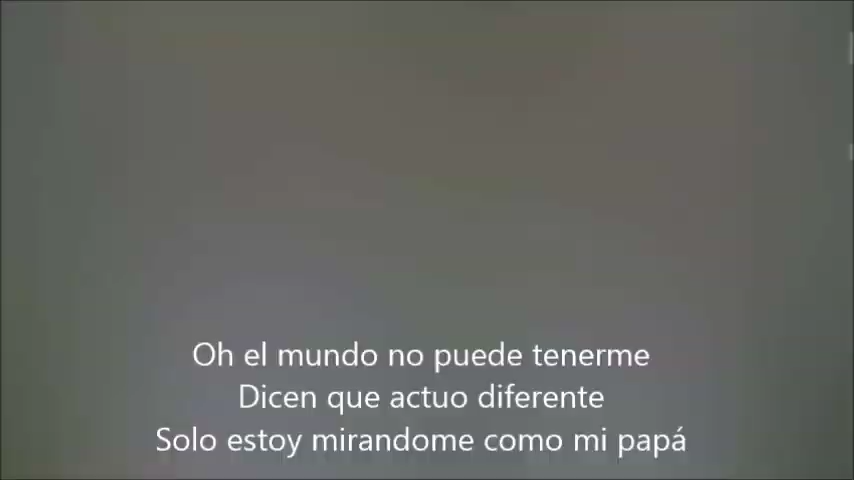 Oh el mundo no puede tenerme
Dicen que actuo diferente
Solo estoy mirandome como mi papá